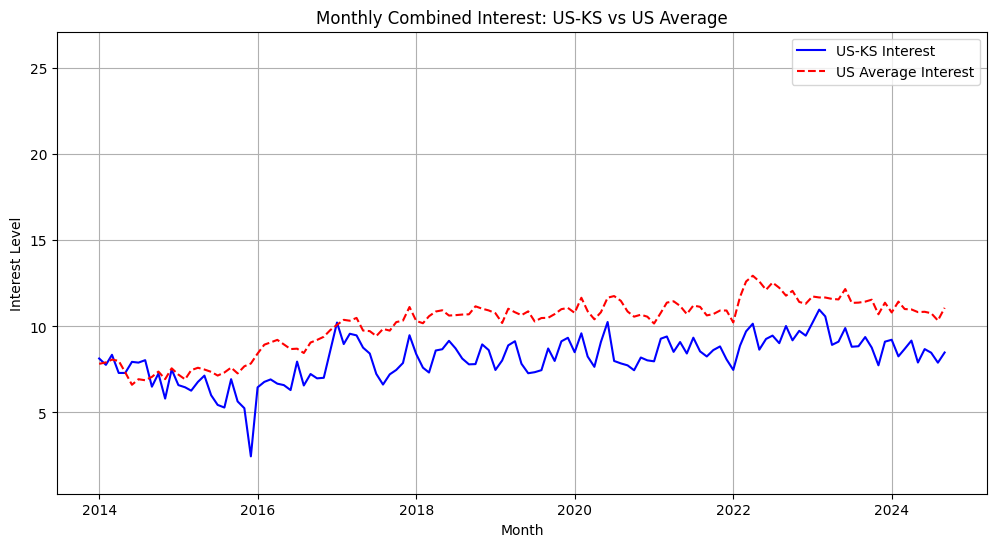 Monthly Combined Interest: US-KS vs US Average
US-KS Interest
US Average Interest
25
20
15
10
5
Interest Level
2014
2016
2018
2020
2022
2024
Month